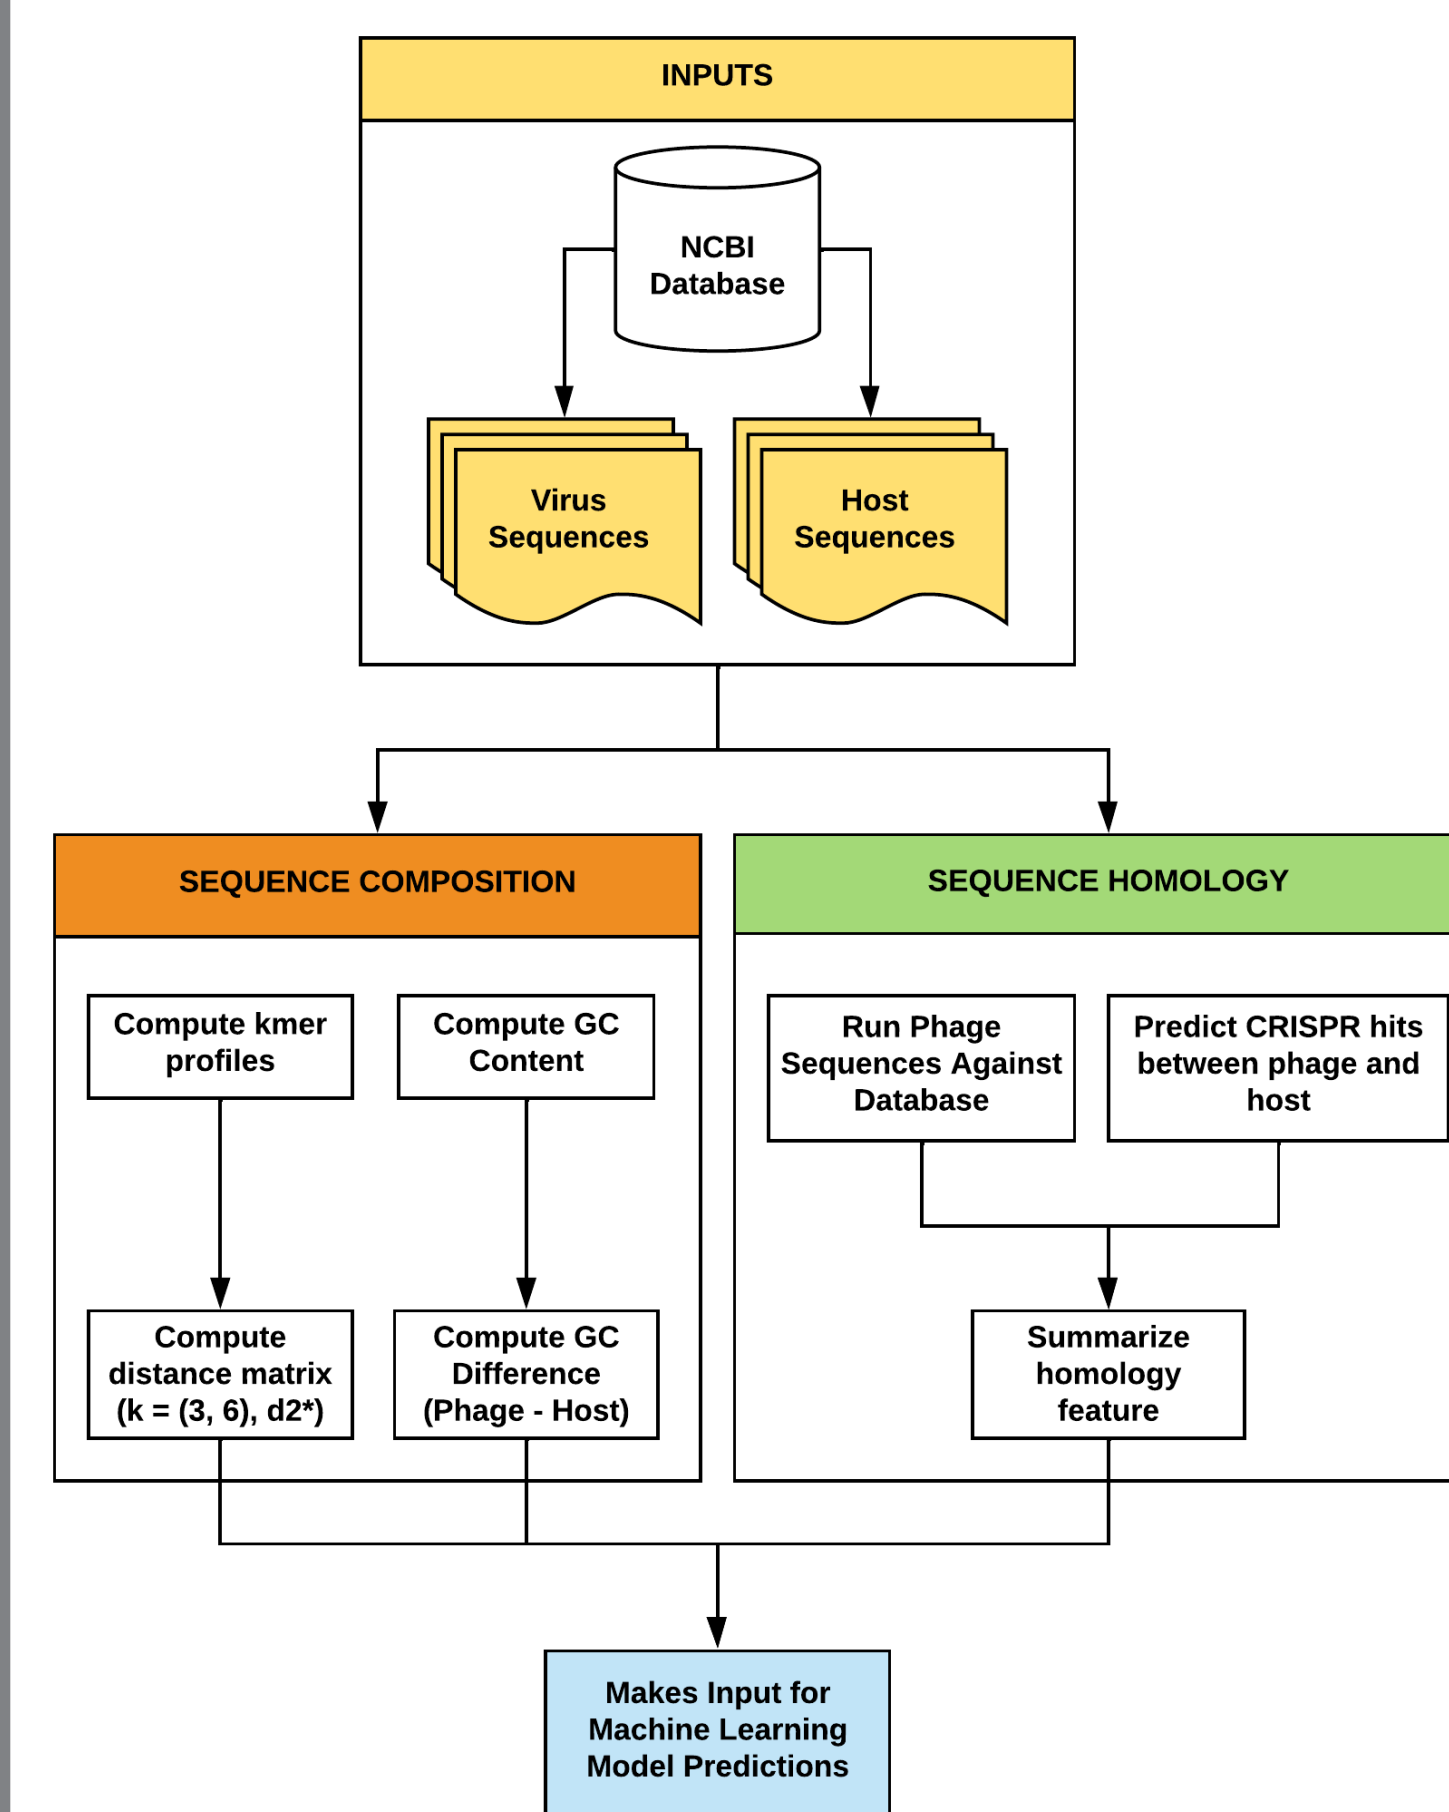 INPUTS
NCBI
Database
Virus
Sequences
Host
Sequences
SEQUENCE COMPOSITION
SEQUENCE HOMOLOGY
Compute kmer
profiles
Compute GC
Content
Run Phage
Sequences Against
Database
Predict CRISPR hits
between phage and
host
Compute
distance matrix
(k = (3, 6), d2*)
Compute GC
Difference
(Phage - Host)
Summarize
homology
feature
Makes Input for
Machine Learning
Model Predictions